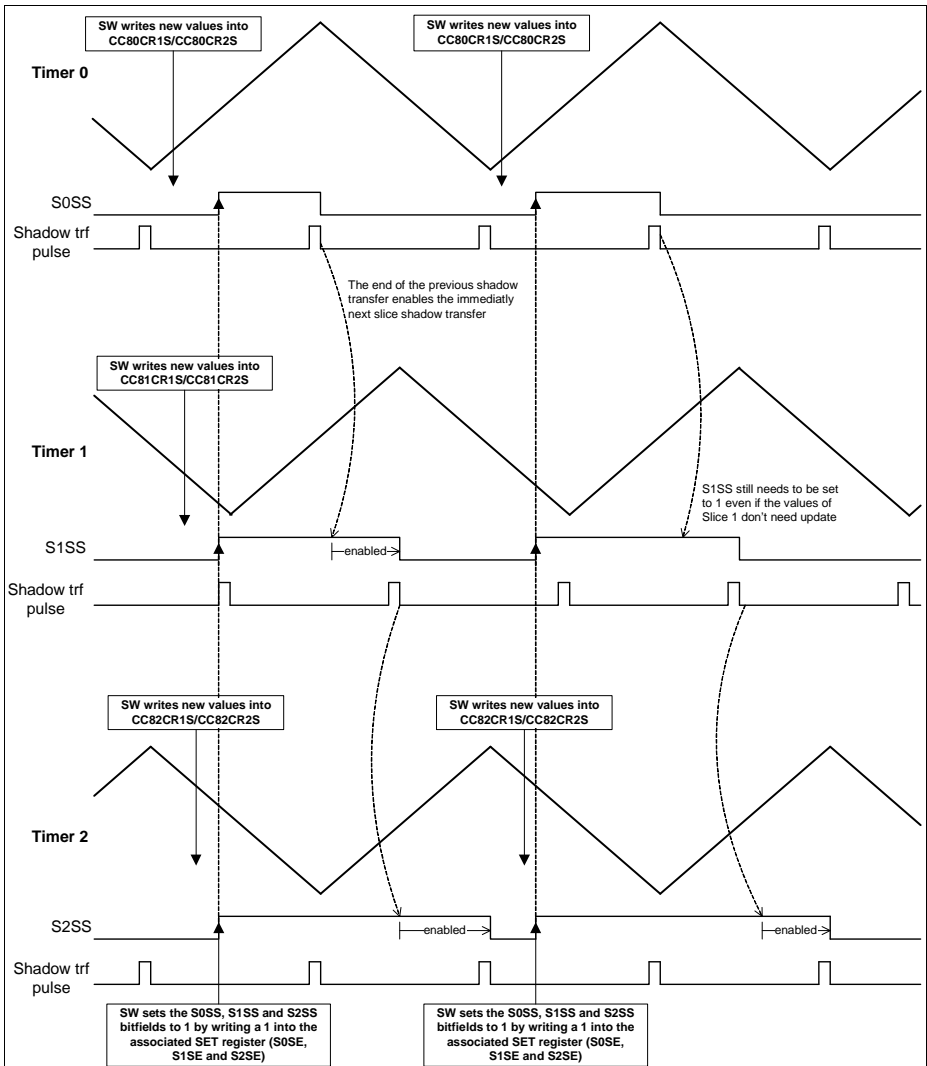 SW writes new values into
CC80CR1S/CC80CR2S
SW writes new values into
CC80CR1S/CC80CR2S
Timer 0
S0SS
Shadow trf
pulse
The end of the previous shadow
transfer enables the immediatly
next slice shadow transfer
SW writes new values into
CC81CR1S/CC81CR2S
Timer 1
S1SS still needs to be set
to 1 even if the values of
Slice 1 don't need update
S1SS
enabled
Shadow trf
pulse
SW writes new values into
CC82CR1S/CC82CR2S
SW writes new values into
CC82CR1S/CC82CR2S
Timer 2
S2SS
enabled
enabled
Shadow trf
pulse
SW sets the S0SS, S1SS and S2SS
bitfields to 1 by writing a 1 into the
associated SET register (S0SE,
S1SE and S2SE)
SW sets the S0SS, S1SS and S2SS
bitfields to 1 by writing a 1 into the
associated SET register (S0SE,
S1SE and S2SE)